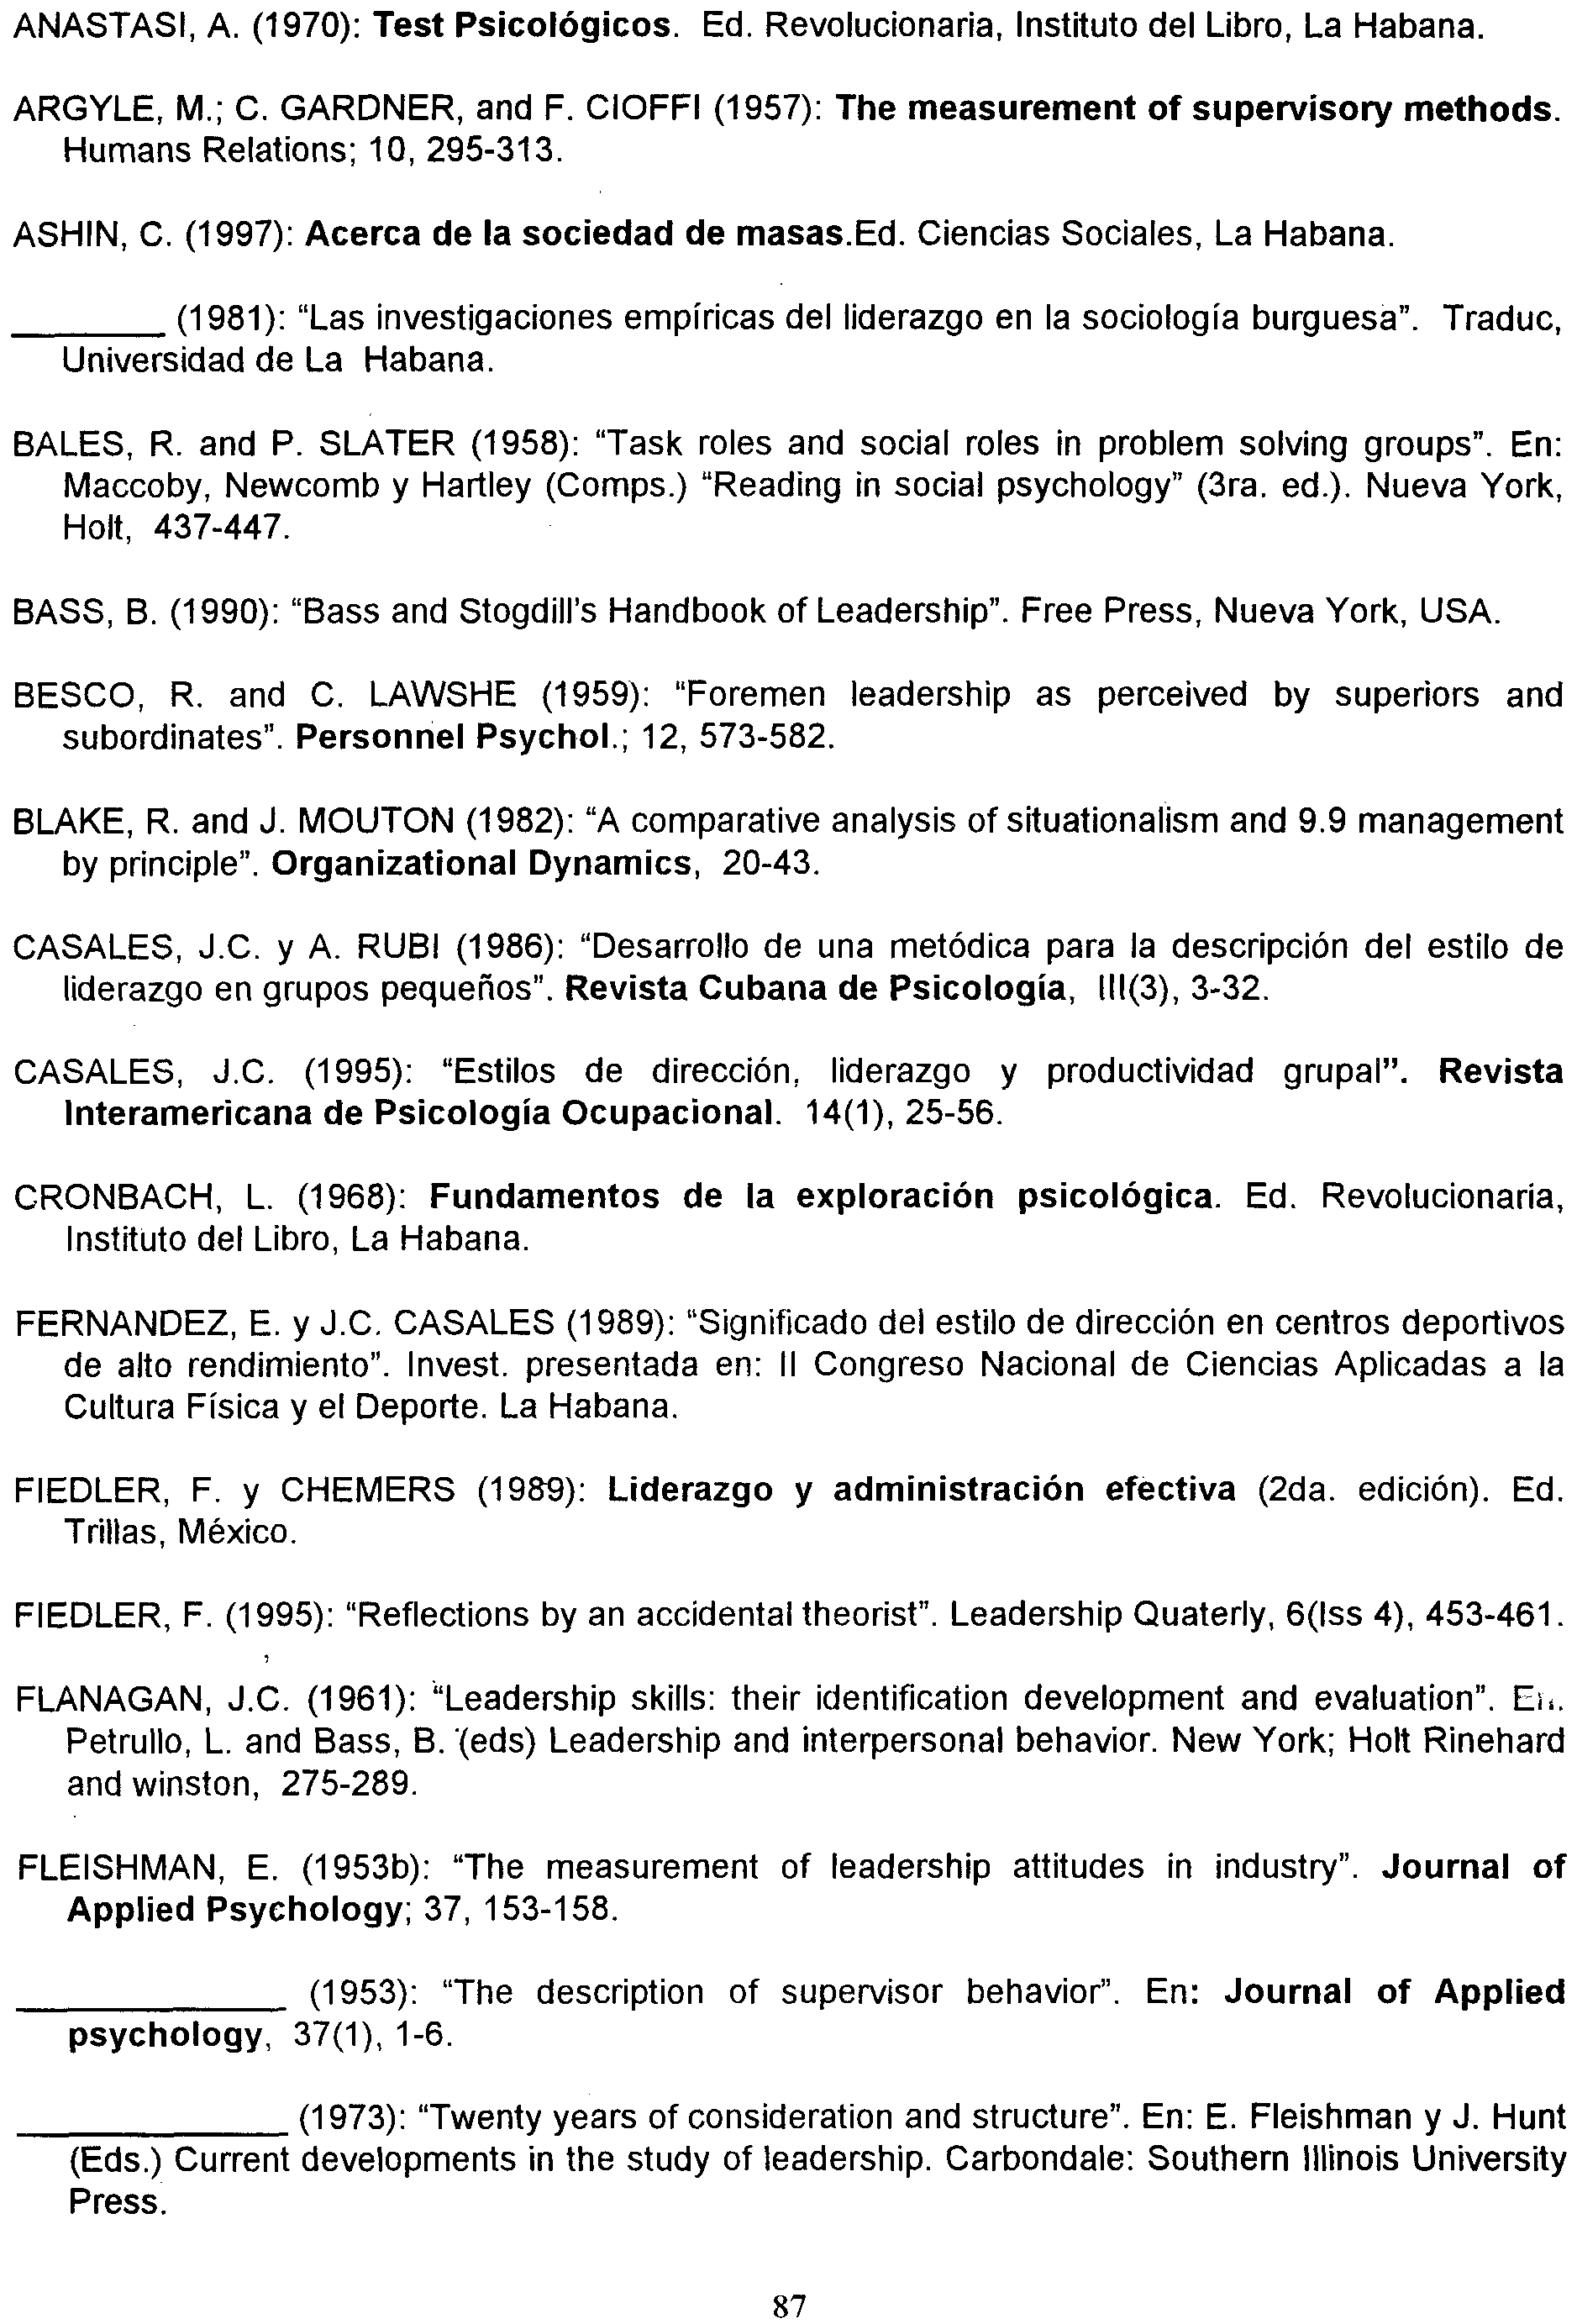 ANASTASI, A. (1970): Test Psicológicos. Ed. Revolucionaria, Instituto del Libro, La Habana.
ARGYLE, M.; C. GARDNER, and F. CIOFFI (1957): The measurement of supervisory methods.
Humans Relations; 10, 295-313.
ASHIN, C. (1997): Acerca de la sociedad de masas.Ed. Ciencias Sociales, La Habana.
_________ (1981): “Las investigaciones empíricas del liderazgo en la sociología burguesa”. Traduc,
Universidad de La Habana.
BALES, R. and P. SLATER (1958): “Task roles and social roles in problem solving groups”. En:
Maccoby, Newcomb y Hartley (Comps.) “Reading in social psychology” (3ra. ed.). Nueva York,
Holt, 437-447.
BASS, B. (1990): “Bass and Stogdill’s Handbook of Leadership”. Free Press, Nueva York, USA.
BESCO, R. and C. LAWSHE (1959): “Foremen leadership as perceived by superiors and
subordinates”. Personnel Psychol.; 12, 573-582.
BLAKE, R. and J. MOUTON (1982): “A comparative analysis of situationalism and 9.9 management
by principle”. Organizational Dynamics, 20-43.
CASALES, J.C. y A. RUBI (1986): “Desarrollo de una metódica para la descripción del estilo de
liderazgo en grupos pequeños”. Revista Cubana de Psicología, III(3), 3-32.
CASALES, J.C. (1995): “Estilos de dirección, liderazgo y productividad grupal”. Revista
Interamericana de Psicología Ocupacional. 14(1), 25-56.
CRONBACH, L. (1968): Fundamentos de la exploración psicológica. Ed. Revolucionaria,
Instituto del Libro, La Habana.
FERNANDEZ, E. y J.C. CASALES (1989): “Significado del estilo de dirección en centros deportivos
de alto rendimiento”. Invest. presentada en: II Congreso Nacional de Ciencias Aplicadas a la
Cultura Física y el Deporte. La Habana.
FIEDLER, F. y CHEMERS (1989): Liderazgo y administración efectiva (2da. edición). Ed.
Trillas, México.
FIEDLER, F. (1995): “Reflections by an accidental theorist”. Leadership Quaterly, 6(Iss 4), 453-461.
FLANAGAN, J.C. (1961): “Leadership skills: their identification development and evaluation”. En.
Petrullo, L. and Bass, B. (eds) Leadership and interpersonal behavior. New York; Holt Rinehard
and winston, 275-289.
FLEISHMAN, E. (1953b): “The measurement of leadership attitudes in industry”. Journal of
Applied Psychology; 37, 153-158.
________________ (1953): “The description of supervisor behavior”. En: Journal of Applied
psychology, 37(1), 1-6.
________________ (1973): “Twenty years of consideration and structure”. En: E. Fleishman y J. Hunt
(Eds.) Current developments in the study of leadership. Carbondale: Southern Illinois University
Press.
87